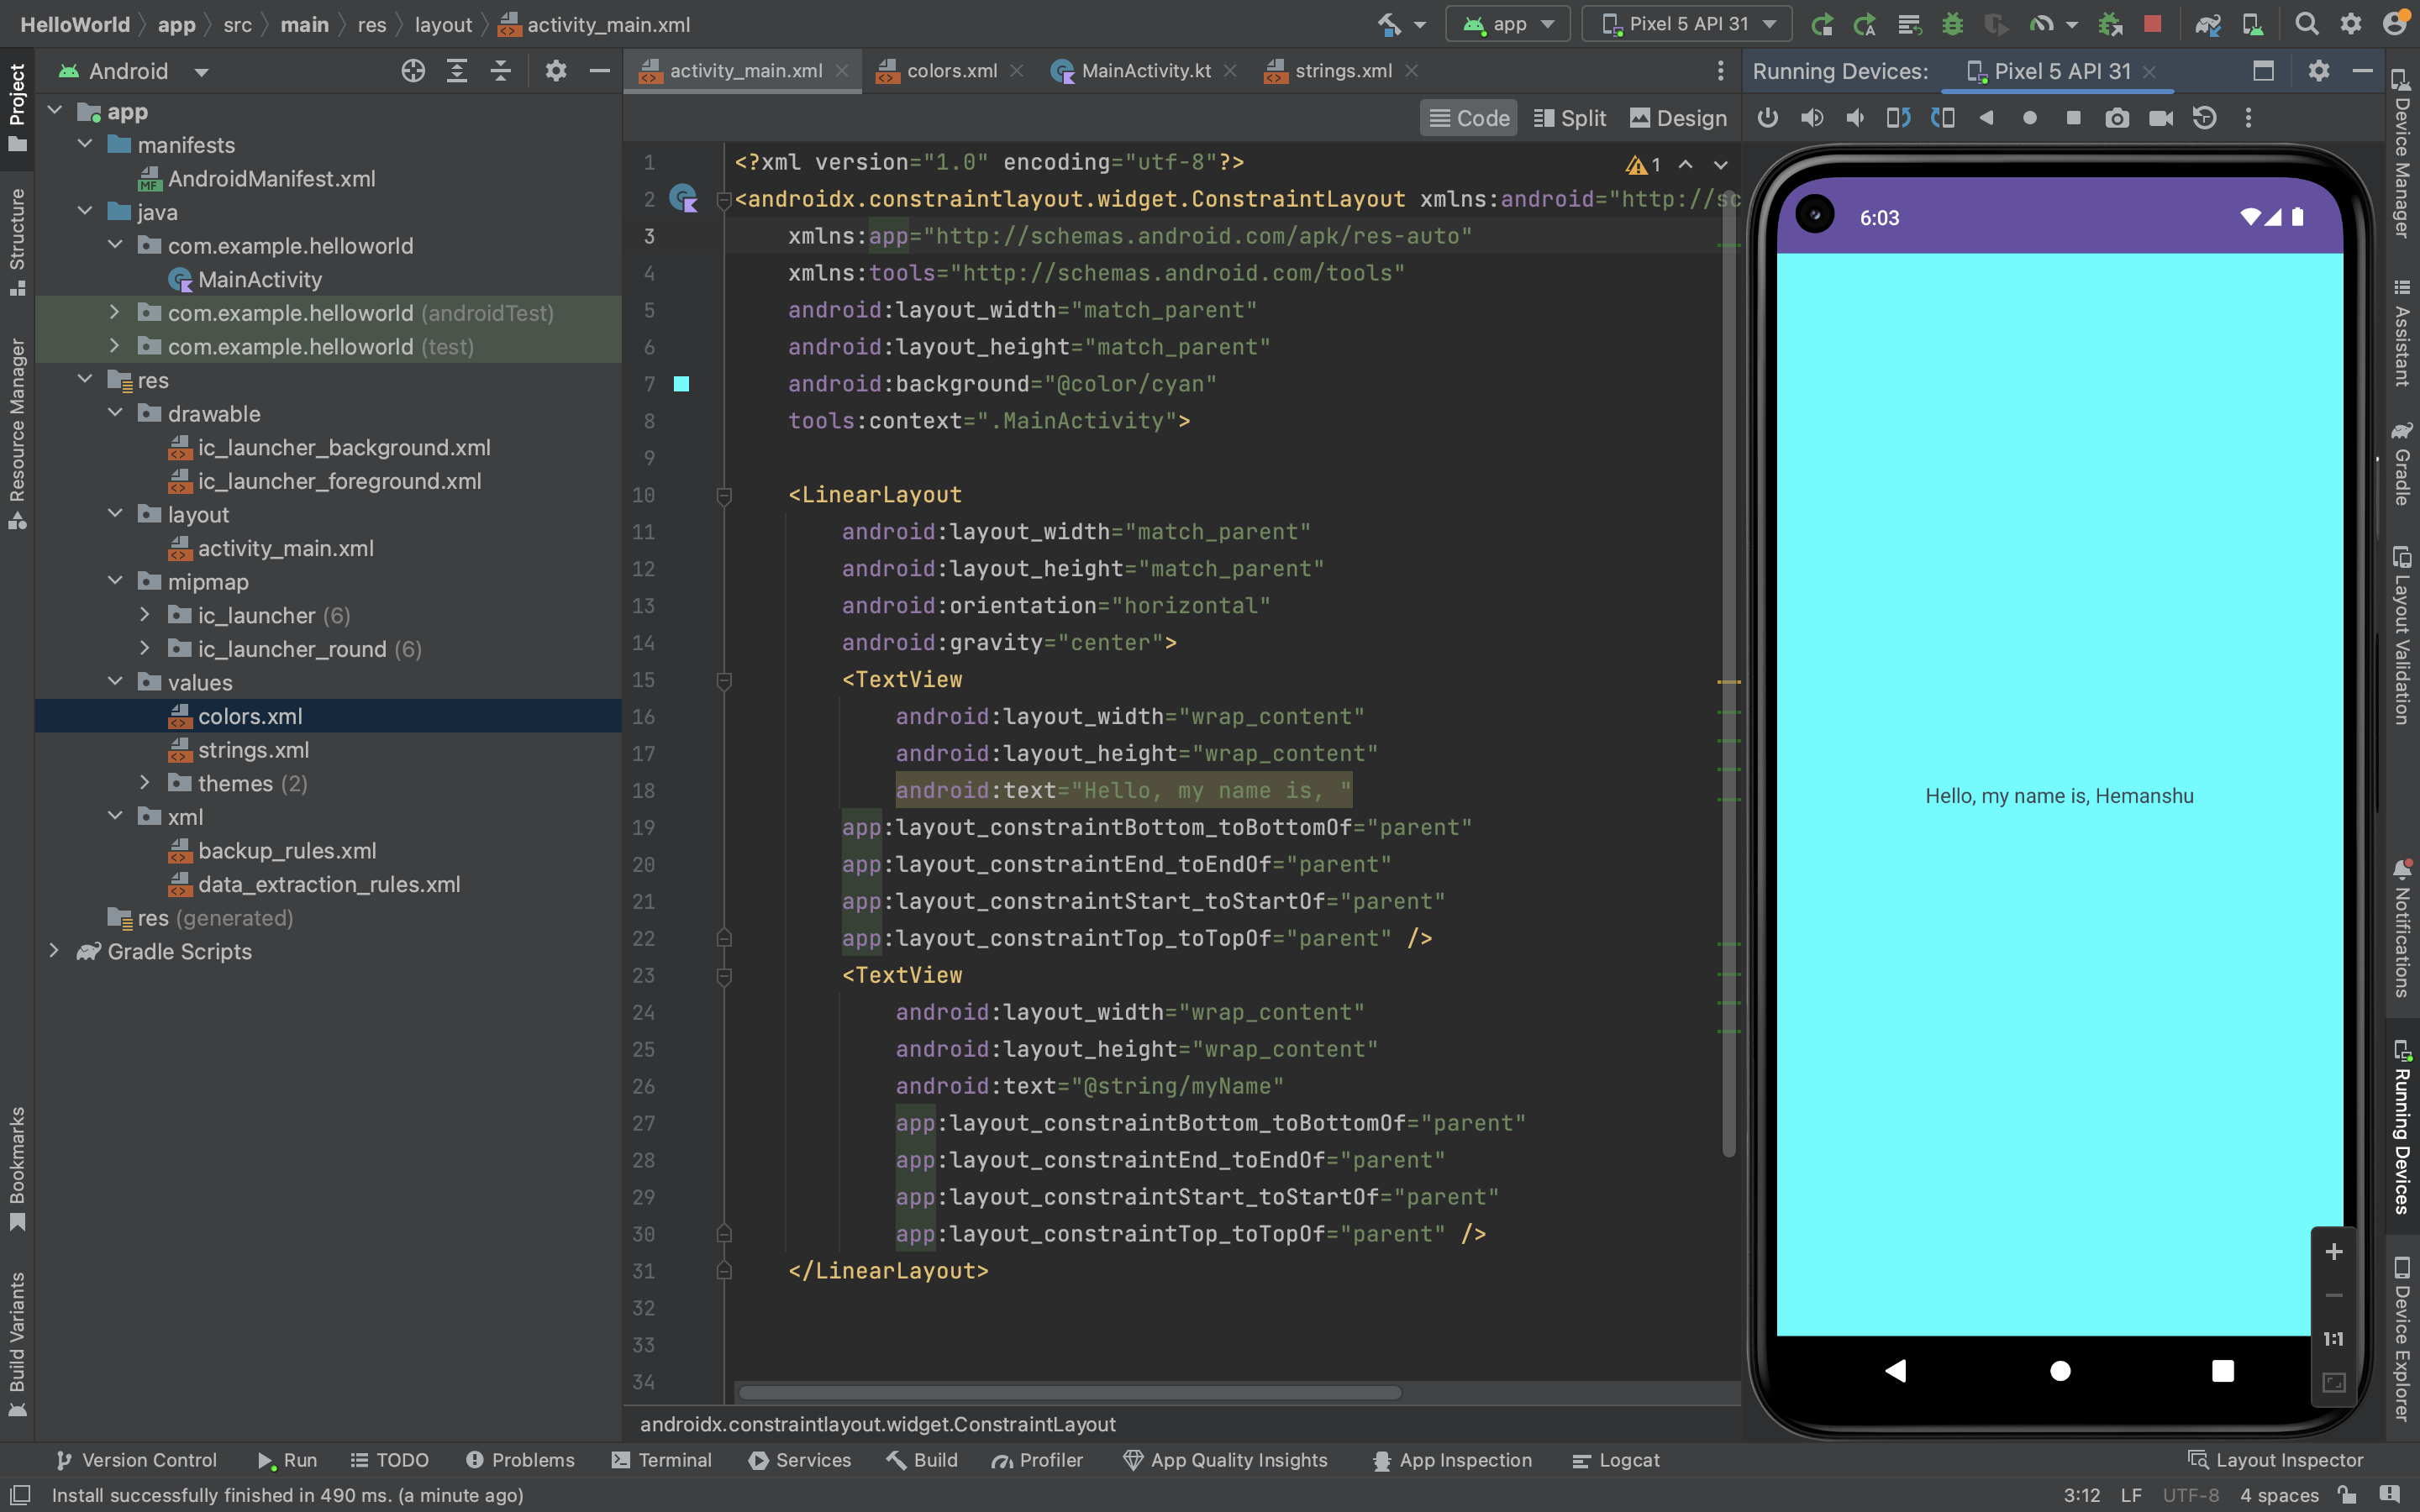 HelloWorld app src main res layout activity_main.xml
app
Pixel 5 API 31
Project
Structure
Resource Manager
Bookmarks
Build Variants
Android
app
manifests
AndroidManifest.xml
java
com.example.helloworld
MainActivity
com.example.helloworld (androidTest)
com.example.helloworld (test)
res
drawable
ic_launcher_background.xml
ic_launcher_foreground.xml
layout
activity_main.xml
mipmap
ic_launcher (6)
ic_launcher_round (6)
values
colors.xml
strings.xml
themes (2)
xml
backup_rules.xml
data_extraction_rules.xml
res (generated)
Gradle Scripts
activity_main.xml colors.xml MainActivity.kt strings.xml
Code Split Design
1
1 <?xml version="1.0" encoding="utf-8"?>
2 <androidx.constraintlayout.widget.ConstraintLayout xmlns:android="http://sc
3 xmlns:app="http://schemas.android.com/apk/res-auto"
4 xmlns:tools="http://schemas.android.com/tools"
5 android:layout_width="match_parent"
6 android:layout_height="match_parent"
7 android:background="@color/cyan"
8 tools:context=".MainActivity">
9
10 <LinearLayout
11 android:layout_width="match_parent"
12 android:layout_height="match_parent"
13 android:orientation="horizontal"
14 android:gravity="center">
15 <TextView
16 android:layout_width="wrap_content"
17 android:layout_height="wrap_content"
18 android:text="Hello, my name is, "
19 app:layout_constraintBottom_toBottomOf="parent"
20 app:layout_constraintEnd_toEndOf="parent"
21 app:layout_constraintStart_toStartOf="parent"
22 app:layout_constraintTop_toTopOf="parent" />
23 <TextView
24 android:layout_width="wrap_content"
25 android:layout_height="wrap_content"
26 android:text="@string/myName"
27 app:layout_constraintBottom_toBottomOf="parent"
28 app:layout_constraintEnd_toEndOf="parent"
29 app:layout_constraintStart_toStartOf="parent"
30 app:layout_constraintTop_toTopOf="parent" />
31 </LinearLayout>
32
33
34
androidx.constraintlayout.widget.ConstraintLayout
Running Devices: Pixel 5 API 31
6:03
Hello, my name is, Hemanshu
1:1
Device Manager
Assistant
Gradle
Layout Validation
Notifications
Running Devices
Device Explorer
Version Control Run TODO Problems Terminal Services Build Profiler App Quality Insights App Inspection Logcat Layout Inspector
Install successfully finished in 490 ms. (a minute ago)
3:12 LF UTF-8 4 spaces